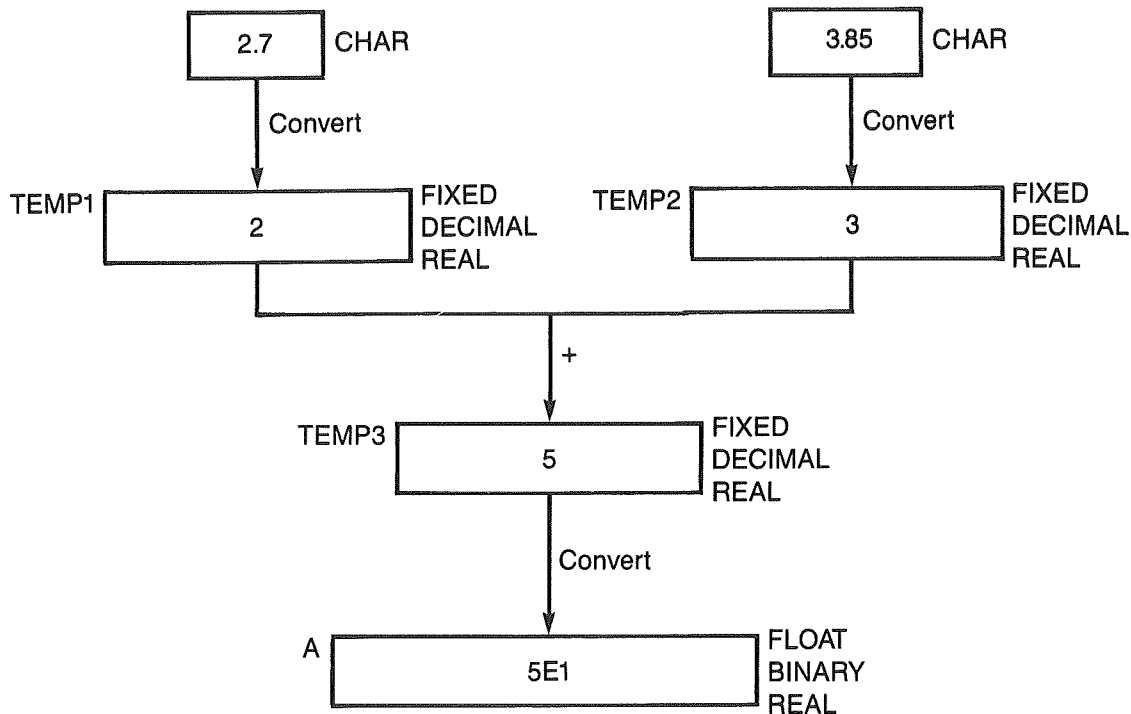 2.7
CHAR
3.85
CHAR
Convert
Convert
TEMP1
2
FIXED
DECIMAL
REAL
TEMP2
3
FIXED
DECIMAL
REAL
+
TEMP3
5
FIXED
DECIMAL
REAL
Convert
A
5E1
FLOAT
BINARY
REAL